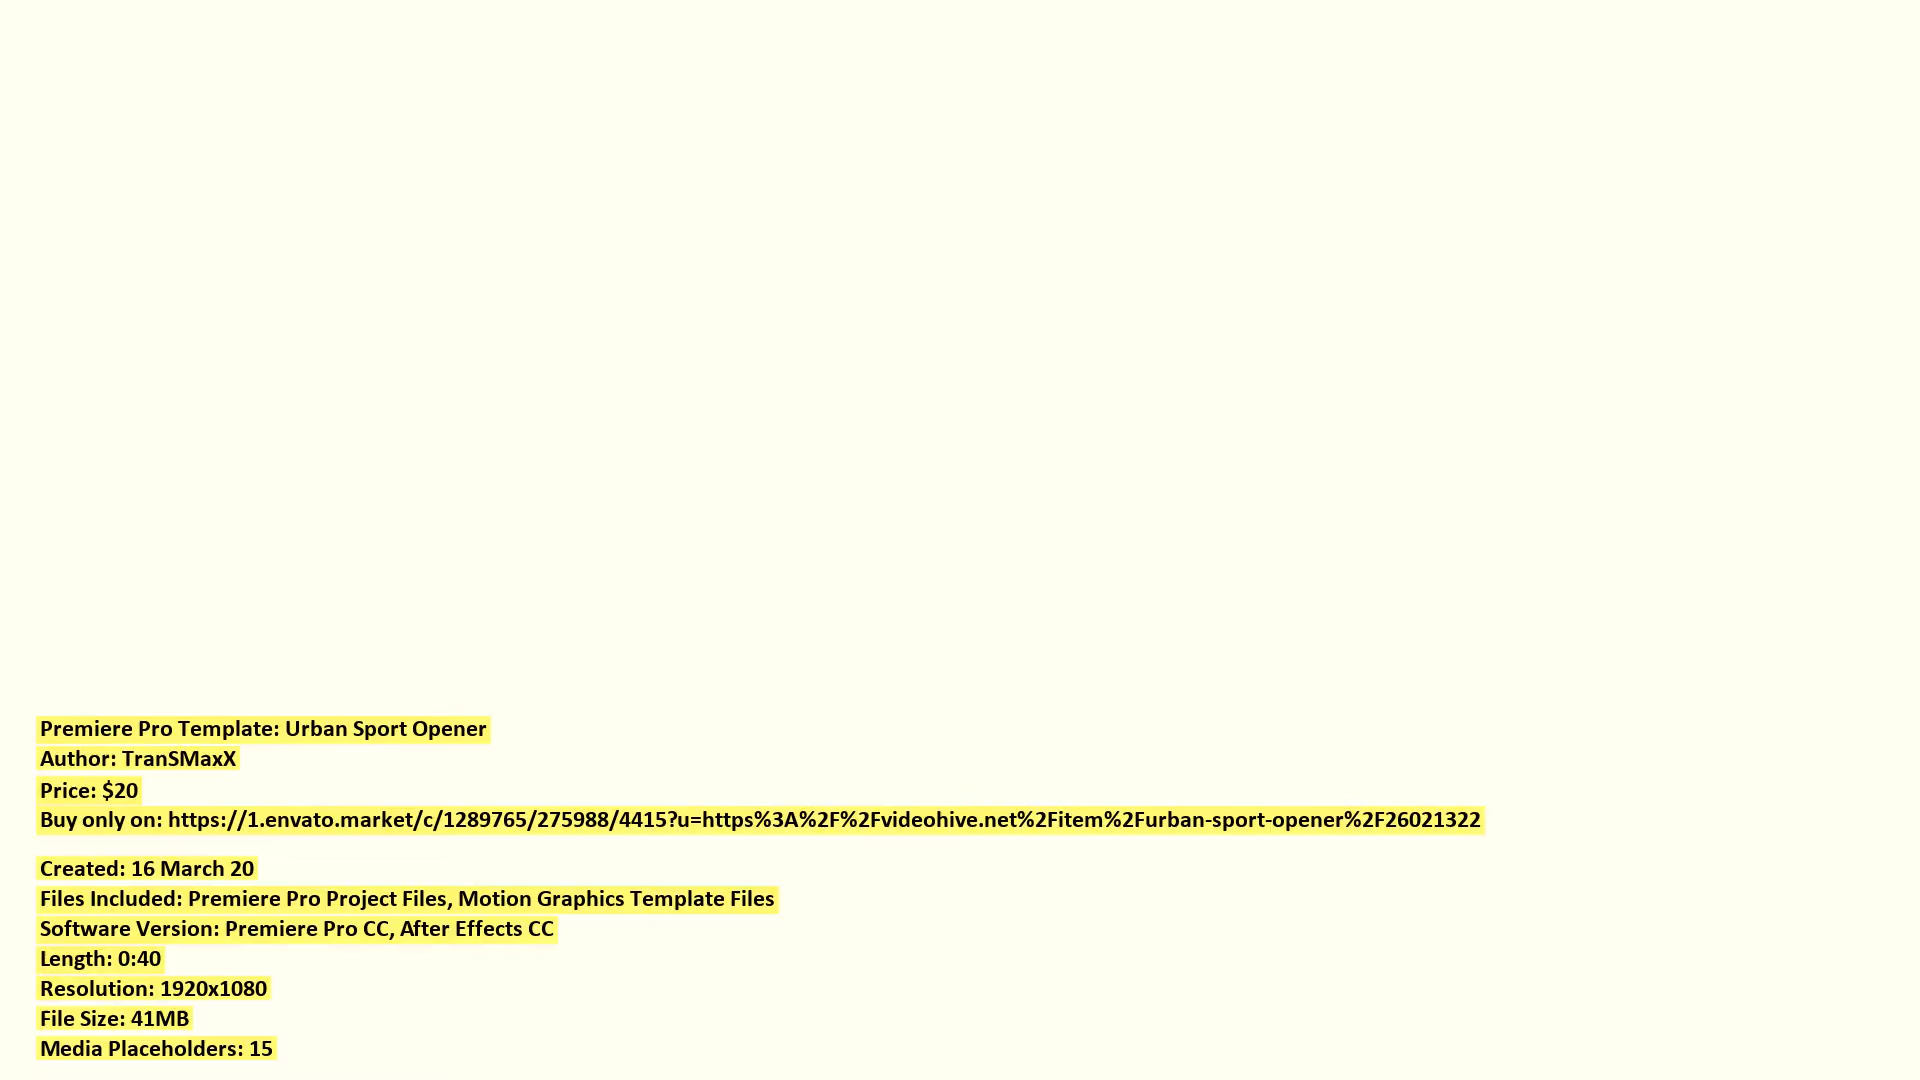 Premiere Pro Template: Urban Sport Opener
Author: TranSMaxX
Price: $20
Buy only on: https://1.envato.market/c/1289765/275988/4415?u=https%3A%2F%2Fvideohive.net%2Fitem%2Furban-sport-opener%2F26021322
Created: 16 March 20
Files Included: Premiere Pro Project Files, Motion Graphics Template Files
Software Version: Premiere Pro CC, After Effects CC
Length: 0:40
Resolution: 1920x1080
File Size: 41MB
Media Placeholders: 15